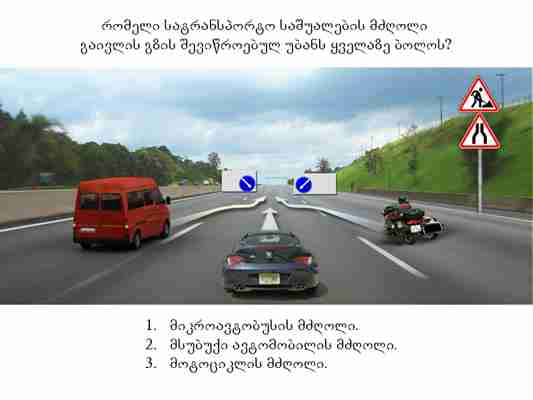 რომელი სატრანსპორტო საშუალების მძღოლი
გაივლის გზის შევიწროებულ უბანს ყველაზე ბოლოს?
1. მიკროავტობუსის მძღოლი.
2. მსუბუქი ავტომობილის მძღოლი.
3. მოტოციკლის მძღოლი.